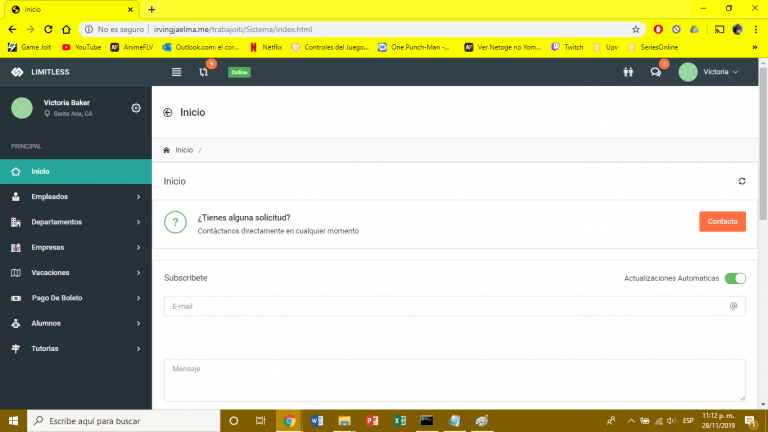 Inicio
No es seguro | irvingjaelma.me/trabajoiti/Sistema/index.html
Game Jolt YouTube AnimeFLV Outlook.com: el cor... Netflix Controles del Juego... One Punch-Man -... Ver Netoge no Yom... Twitch Upv SeriesOnline »
LIMITLESS 9 Online 2 Victoria
Victoria Baker
Santa Ana, CA
Inicio
PRINCIPAL
Inicio /
Inicio
Empleados
Departamentos
Empresas
Vacaciones
Pago De Boleto
Alumnos
Tutorias
Inicio
?
¿Tienes alguna solicitud?
Contáctanos directamente en cualquier momento
Contacto
Subscribete
Actualizaciones Automaticas
E-mail @
Mensaje
Escribe aquí para buscar
ESP
11:12 p. m.
28/11/2019